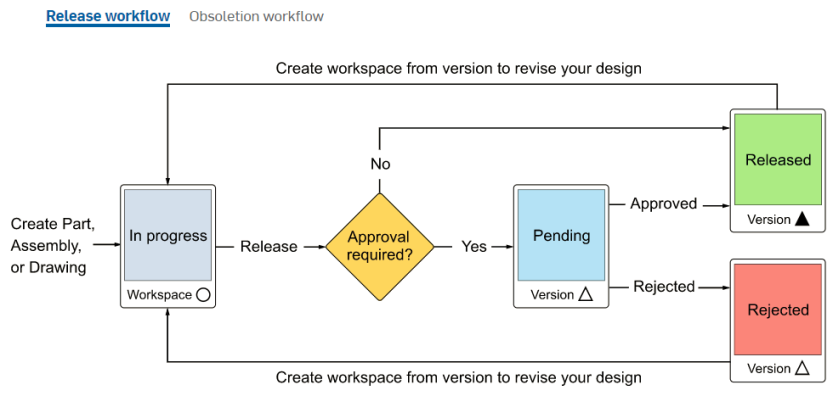 Release workflow Obsoletion workflow
Create workspace from version to revise your design
No
Released
Version
Create Part,
Assembly,
or Drawing
In progress
Workspace
Release
Approval
required?
Yes
Pending
Version
Approved
Rejected
Rejected
Version
Create workspace from version to revise your design